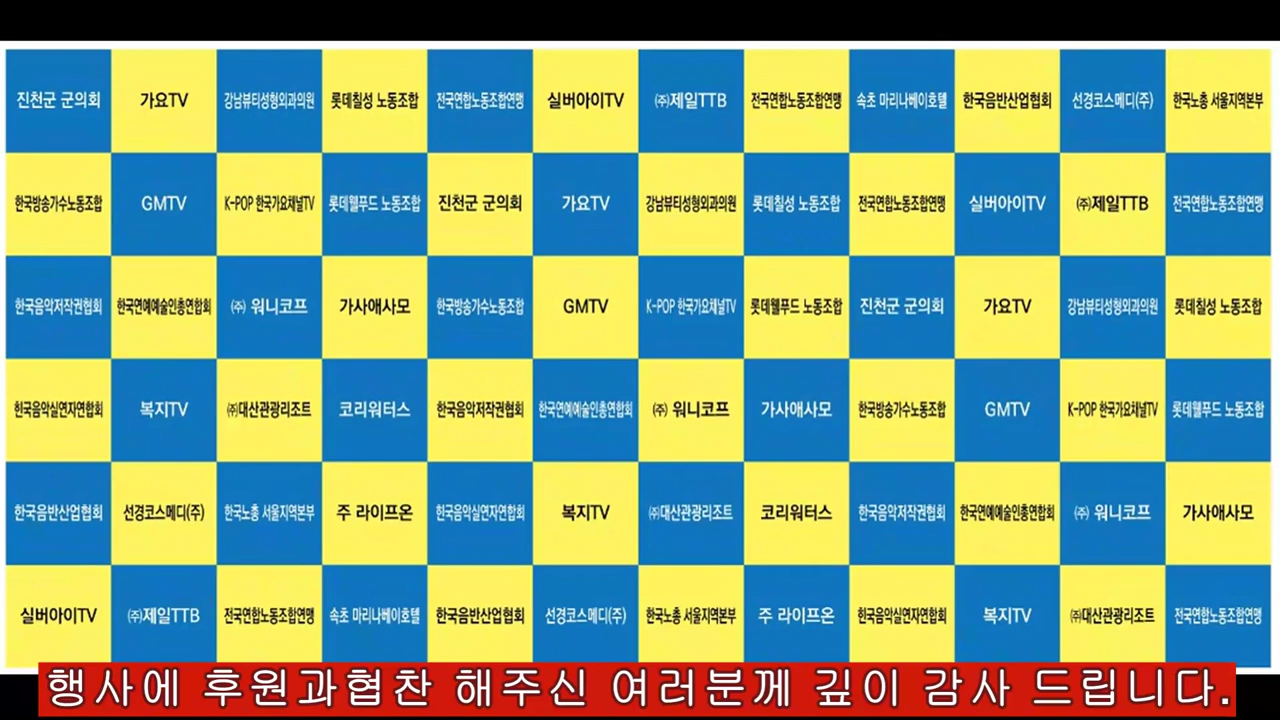 진천군 군의회 가요TV 강남뷰티성형외과의원 롯데칠성 노동조합 전국연합노동조합연맹 실버아이TV ㈜제일TTB 전국연합노동조합연맹 속초 마리나베이호텔 한국음반산업협회 선경코스메디(주) 한국노총 서울지역본부
한국방송가수노동조합 GMTV K-POP 한국가요채널TV 롯데웰푸드 노동조합 진천군 군의회 가요TV 강남뷰티성형외과의원 롯데칠성 노동조합 전국연합노동조합연맹 실버아이TV ㈜제일TTB 전국연합노동조합연맹
한국음악저작권협회 한국연예예술인총연합회 ㈜ 워니코프 가사애사모 한국방송가수노동조합 GMTV K-POP 한국가요채널TV 롯데웰푸드 노동조합 진천군 군의회 가요TV 강남뷰티성형외과의원 롯데칠성 노동조합
한국음악실연자연합회 복지TV ㈜대산관광리조트 코리워터스 한국음악저작권협회 한국연예예술인총연합회 ㈜ 워니코프 가사애사모 한국방송가수노동조합 GMTV K-POP 한국가요채널TV 롯데웰푸드 노동조합
한국음반산업협회 선경코스메디(주) 한국노총 서울지역본부 주 라이프온 한국음악실연자연합회 복지TV ㈜대산관광리조트 코리워터스 한국음악저작권협회 한국연예예술인총연합회 ㈜ 워니코프 가사애사모
실버아이TV ㈜제일TTB 전국연합노동조합연맹 속초 마리나베이호텔 한국음반산업협회 선경코스메디(주) 한국노총 서울지역본부 주 라이프온 한국음악실연자연합회 복지TV ㈜대산관광리조트 전국연합노동조합연맹
행사에 후원과협찬 해주신 여러분께 깊이 감사 드립니다.